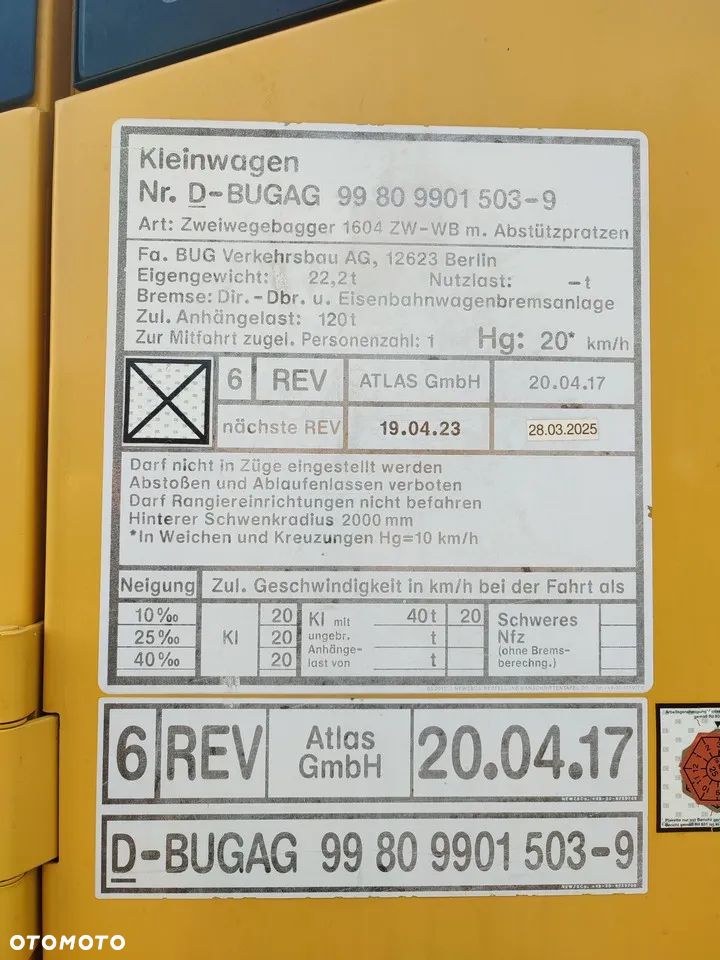 Kleinwagen
Nr. D-BUGAG 99 80 9901 503-9
Art: Zweiwegebagger 1604 ZW-WB m. Abstützpratzen
Fa. BUG Verkehrsbau AG, 12623 Berlin
Eigengewicht: 22,2t Nutzlast: -t
Bremse: Dir.-Dbr. u. Eisenbahnwagenbremsanlage
Zul. Anhängelast: 120t
Zur Mitfahrt zugel. Personenzahl: 1 Hg: 20* km/h
6 REV ATLAS GmbH 20.04.17
nächste REV 19.04.23 28.03.2025
Darf nicht in Züge eingestellt werden
Abstoßen und Ablaufenlassen verboten
Darf Rangiereinrichtungen nicht befahren
Hinterer Schwenkradius 2000 mm
*In Weichen und Kreuzungen Hg=10 km/h
Neigung Zul. Geschwindigkeit in km/h bei der Fahrt als
10‰ 20 Kl mit 40t 20 Schweres
25‰ Kl 20 ungebr. t Nfz
Anhänge- (ohne Brems-
40‰ 20 last von t berechng.)
6 REV Atlas GmbH 20.04.17
D-BUGAG 99 80 9901 503-9
OTOMOTO